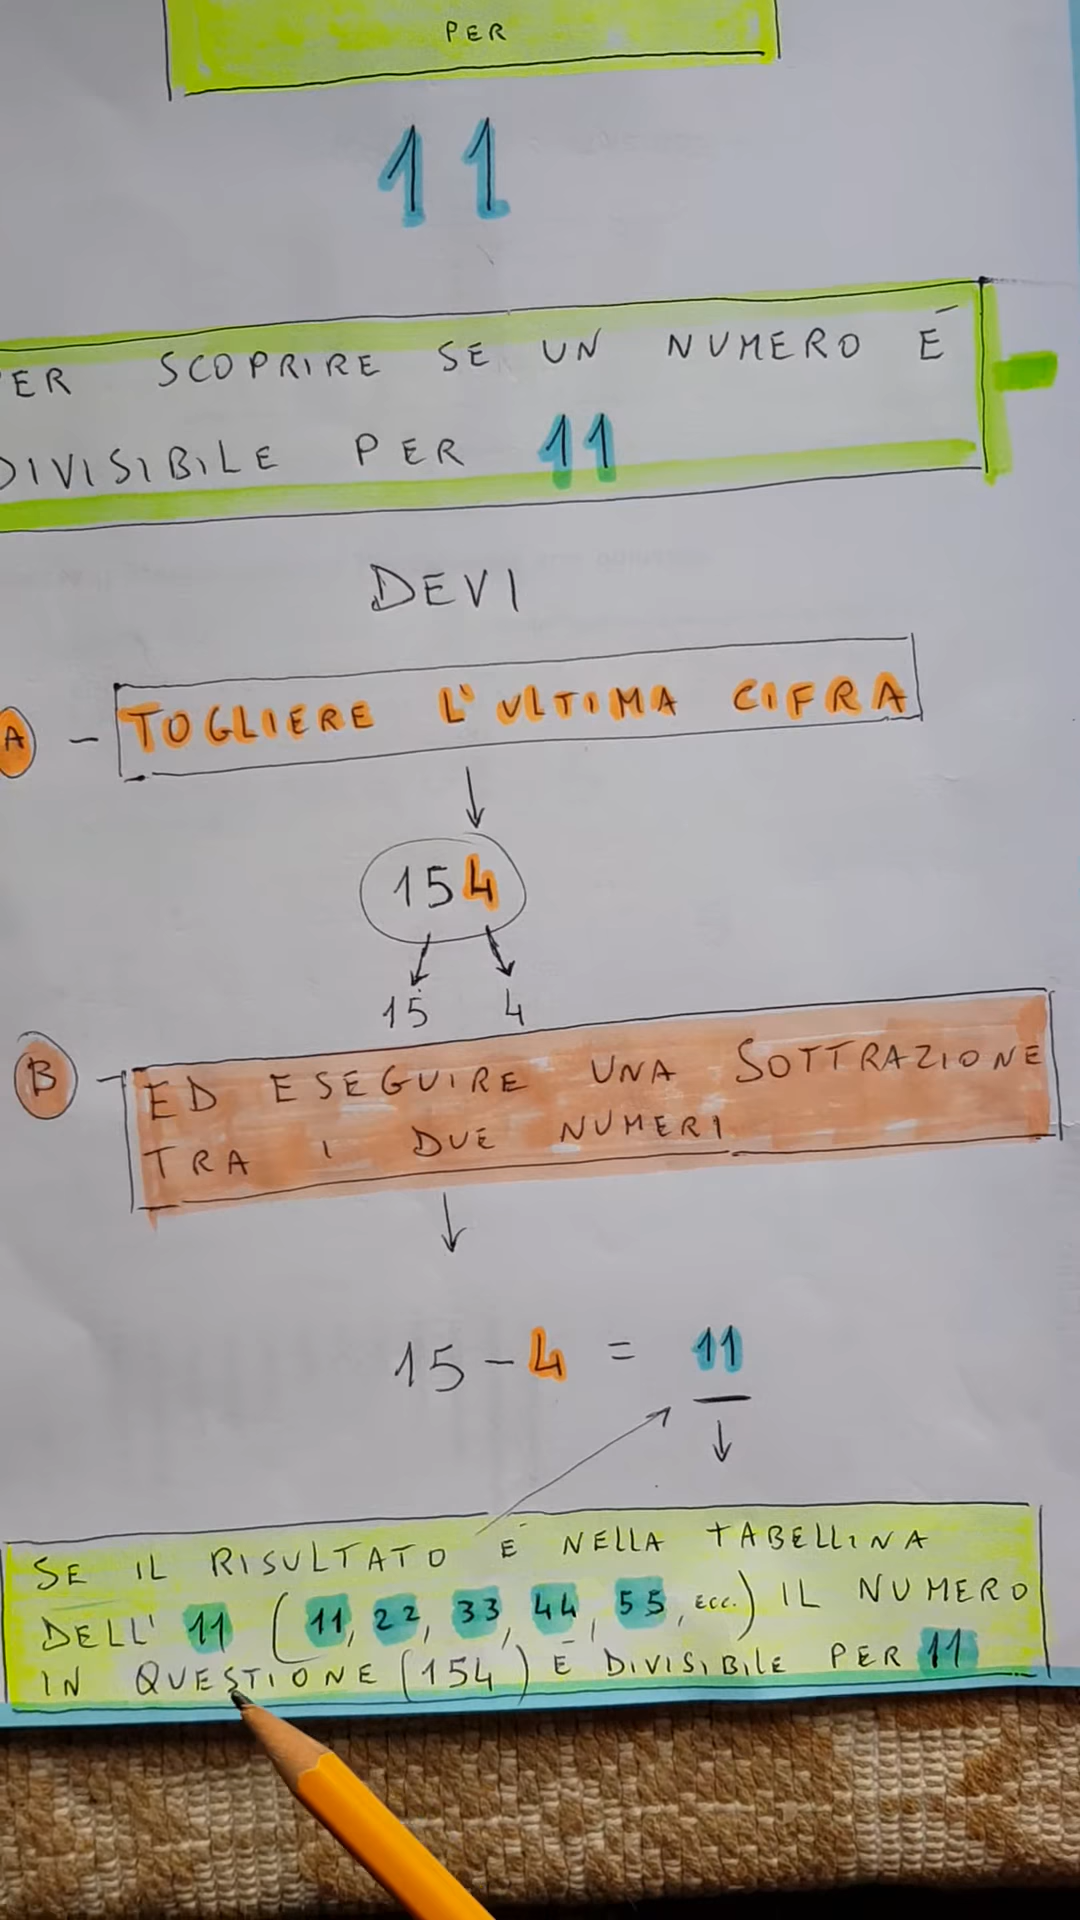 PER
11
ER SCOPRIRE SE UN NUMERO É
DIVISIBILE PER 11
DEVI
A - TOGLIERE L'ULTIMA CIFRA
154
15 4
B - ED ESEGUIRE UNA SOTTRAZIONE
TRA I DUE NUMERI
15 - 4 = 11
SE IL RISULTATO É NELLA TABELLINA
DELL' 11 (11, 22, 33, 44, 55, ECC.) IL NUMERO
IN QUESTIONE (154) É DIVISIBILE PER 11